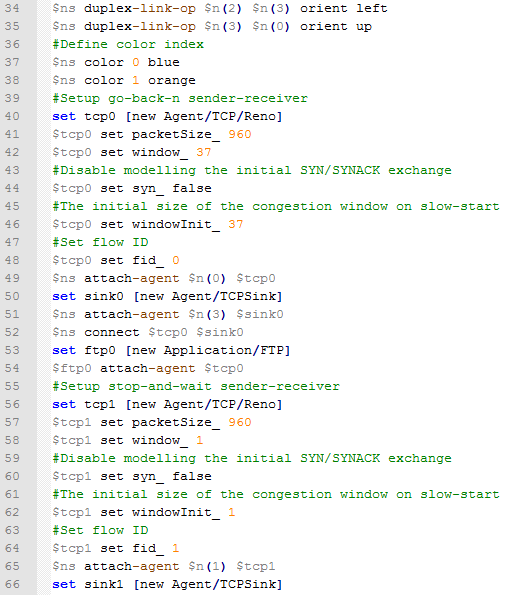 34 $ns duplex-link-op $n(2) $n(3) orient left
35 $ns duplex-link-op $n(3) $n(0) orient up
36 #Define color index
37 $ns color 0 blue
38 $ns color 1 orange
39 #Setup go-back-n sender-receiver
40 set tcp0 [new Agent/TCP/Reno]
41 $tcp0 set packetSize_ 960
42 $tcp0 set window_ 37
43 #Disable modelling the initial SYN/SYNACK exchange
44 $tcp0 set syn_ false
45 #The initial size of the congestion window on slow-start
46 $tcp0 set windowInit_ 37
47 #Set flow ID
48 $tcp0 set fid_ 0
49 $ns attach-agent $n(0) $tcp0
50 set sink0 [new Agent/TCPSink]
51 $ns attach-agent $n(3) $sink0
52 $ns connect $tcp0 $sink0
53 set ftp0 [new Application/FTP]
54 $ftp0 attach-agent $tcp0
55 #Setup stop-and-wait sender-receiver
56 set tcp1 [new Agent/TCP/Reno]
57 $tcp1 set packetSize_ 960
58 $tcp1 set window_ 1
59 #Disable modelling the initial SYN/SYNACK exchange
60 $tcp1 set syn_ false
61 #The initial size of the congestion window on slow-start
62 $tcp1 set windowInit_ 1
63 #Set flow ID
64 $tcp1 set fid_ 1
65 $ns attach-agent $n(1) $tcp1
66 set sink1 [new Agent/TCPSink]